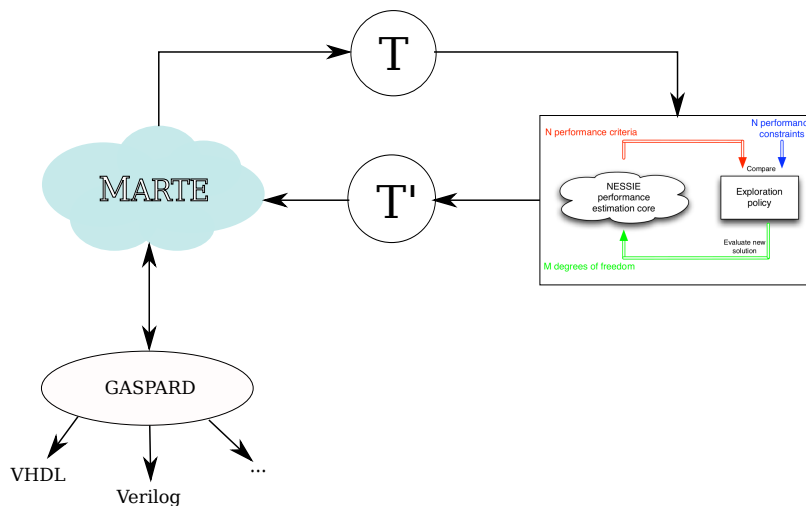 T
N performance criteria
N performanc
constraints
MARTE
T'
NESSIE
performance
estimation core
Compare
Exploration
policy
Evaluate new
solution
M degrees of freedom
GASPARD
VHDL
Verilog
...